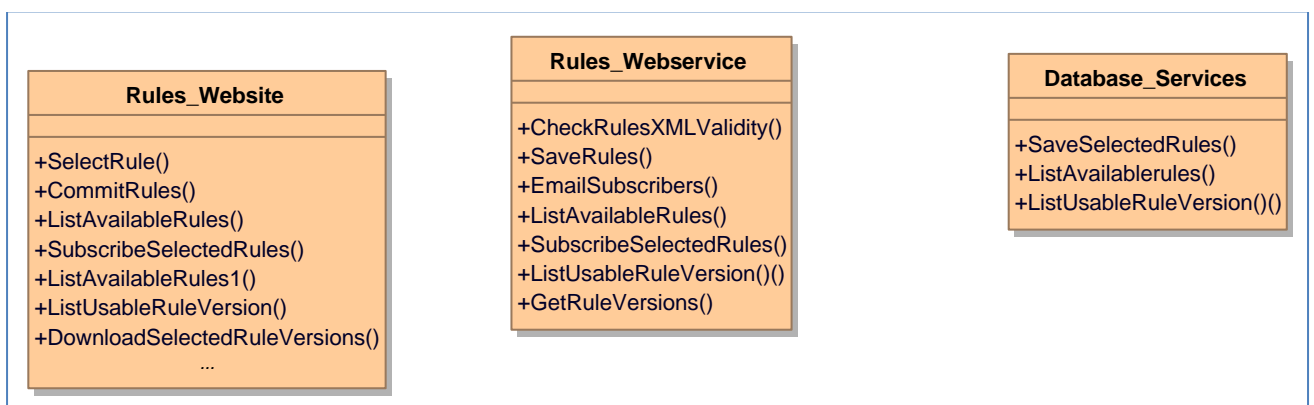 Rules_Website
+SelectRule()
+CommitRules()
+ListAvailableRules()
+SubscribeSelectedRules()
+ListAvailableRules1()
+ListUsableRuleVersion()
+DownloadSelectedRuleVersions()
...
Rules_Webservice
+CheckRulesXMLValidity()
+SaveRules()
+EmailSubscribers()
+ListAvailableRules()
+SubscribeSelectedRules()
+ListUsableRuleVersion()()
+GetRuleVersions()
Database_Services
+SaveSelectedRules()
+ListAvailablerules()
+ListUsableRuleVersion()()